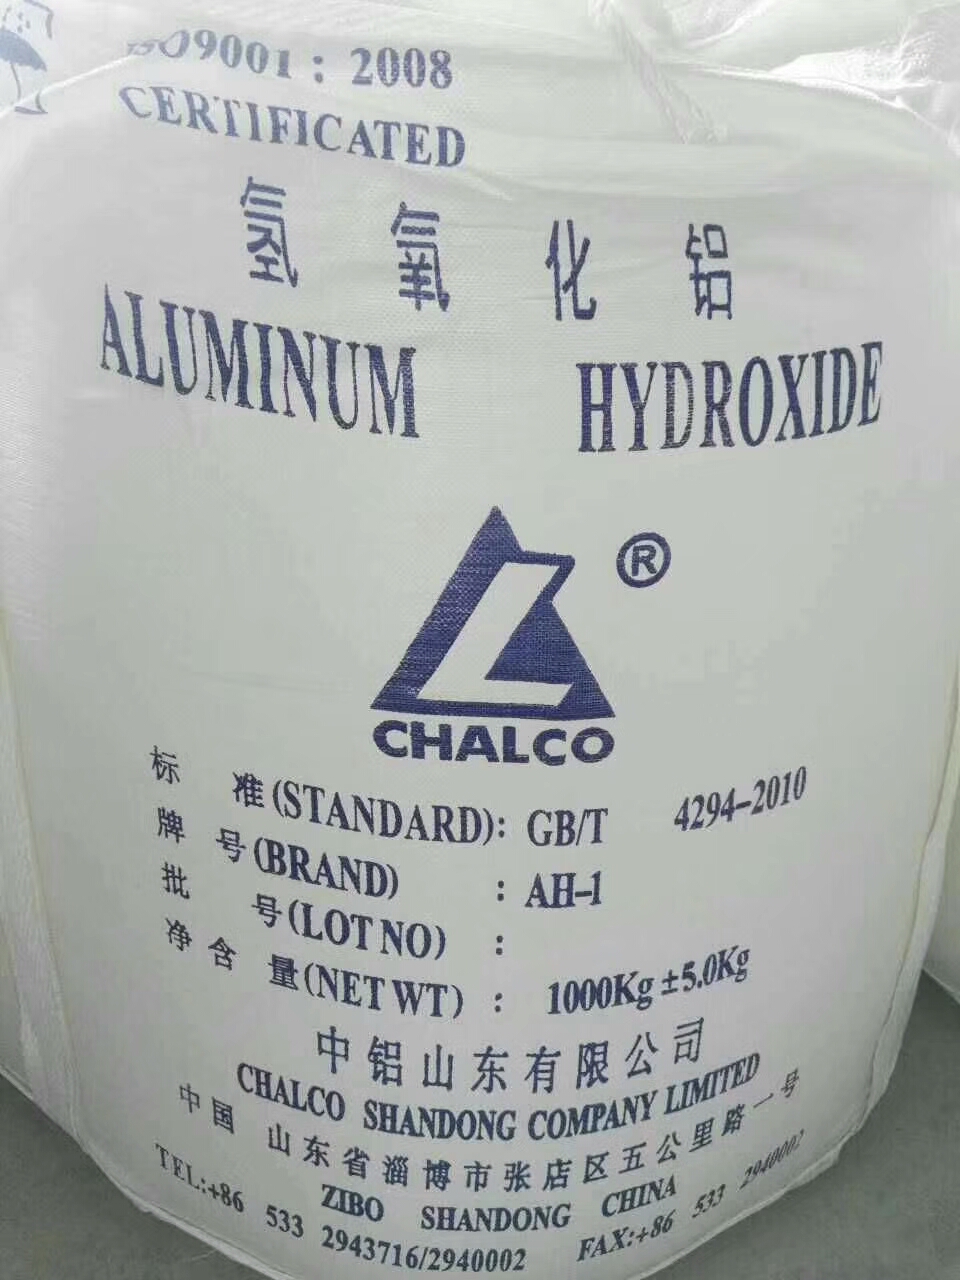 ISO9001 : 2008
CERTIFICATED
氢氧化铝
ALUMINUM HYDROXIDE
®
CHALCO
标 准(STANDARD): GB/T 4294-2010
牌 号(BRAND) : AH-1
批 号(LOT NO) :
净含量(NET WT) : 1000Kg ±5.0Kg
中铝山东有限公司
CHALCO SHANDONG COMPANY LIMITED
中国 山东省淄博市张店区五公里路一号
ZIBO SHANDONG CHINA
TEL:+86 533 2943716/2940002 FAX:+86 533 2940002